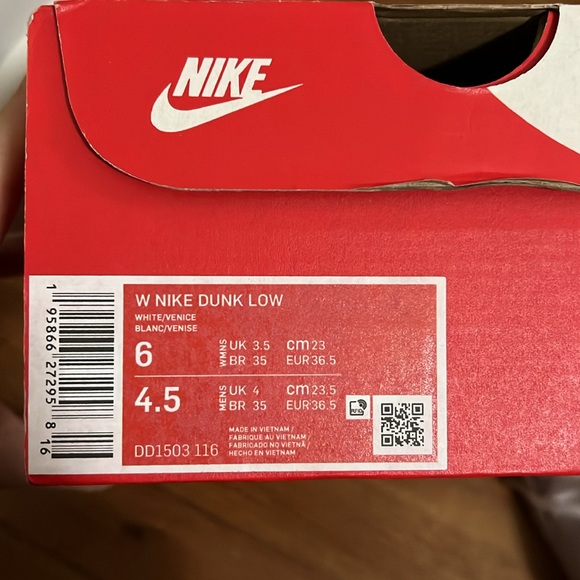 NIKE
W NIKE DUNK LOW
WHITE/VENICE
BLANC/VENISE
6 WMNS UK 3.5 cm 23
BR 35 EUR 36.5
4.5 MENS UK 4 cm 23.5
BR 35 EUR 36.5
RFID
MADE IN VIETNAM /
FABRIQUE AU VIETNAM /
FABRICADO NO VIETNÃ /
HECHO EN VIETNAM
DD1503 116
1 95866 27295 8 16